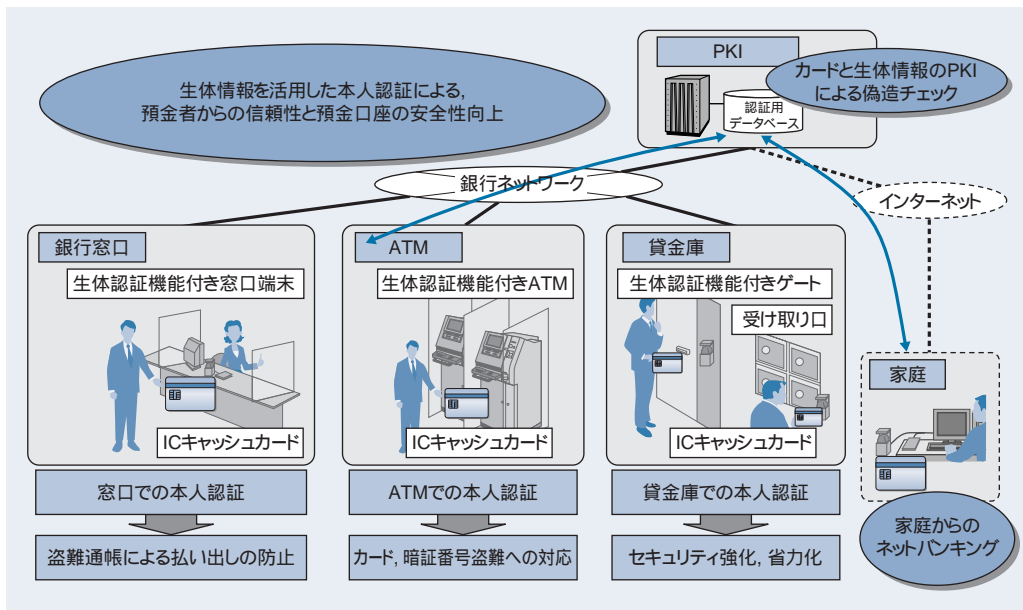 PKI
カードと生体情報のPKI
による偽造チェック
生体情報を活用した本人認証による,
預金者からの信頼性と預金口座の安全性向上
認証用
データベース
銀行ネットワーク
インターネット
銀行窓口
生体認証機能付き窓口端末
ICキャッシュカード
ATM
生体認証機能付きATM
ICキャッシュカード
貸金庫
生体認証機能付きゲート
受け取り口
ICキャッシュカード
家庭
窓口での本人認証
ATMでの本人認証
貸金庫での本人認証
盗難通帳による払い出しの防止
カード, 暗証番号盗難への対応
セキュリティ強化, 省力化
家庭からの
ネットバンキング